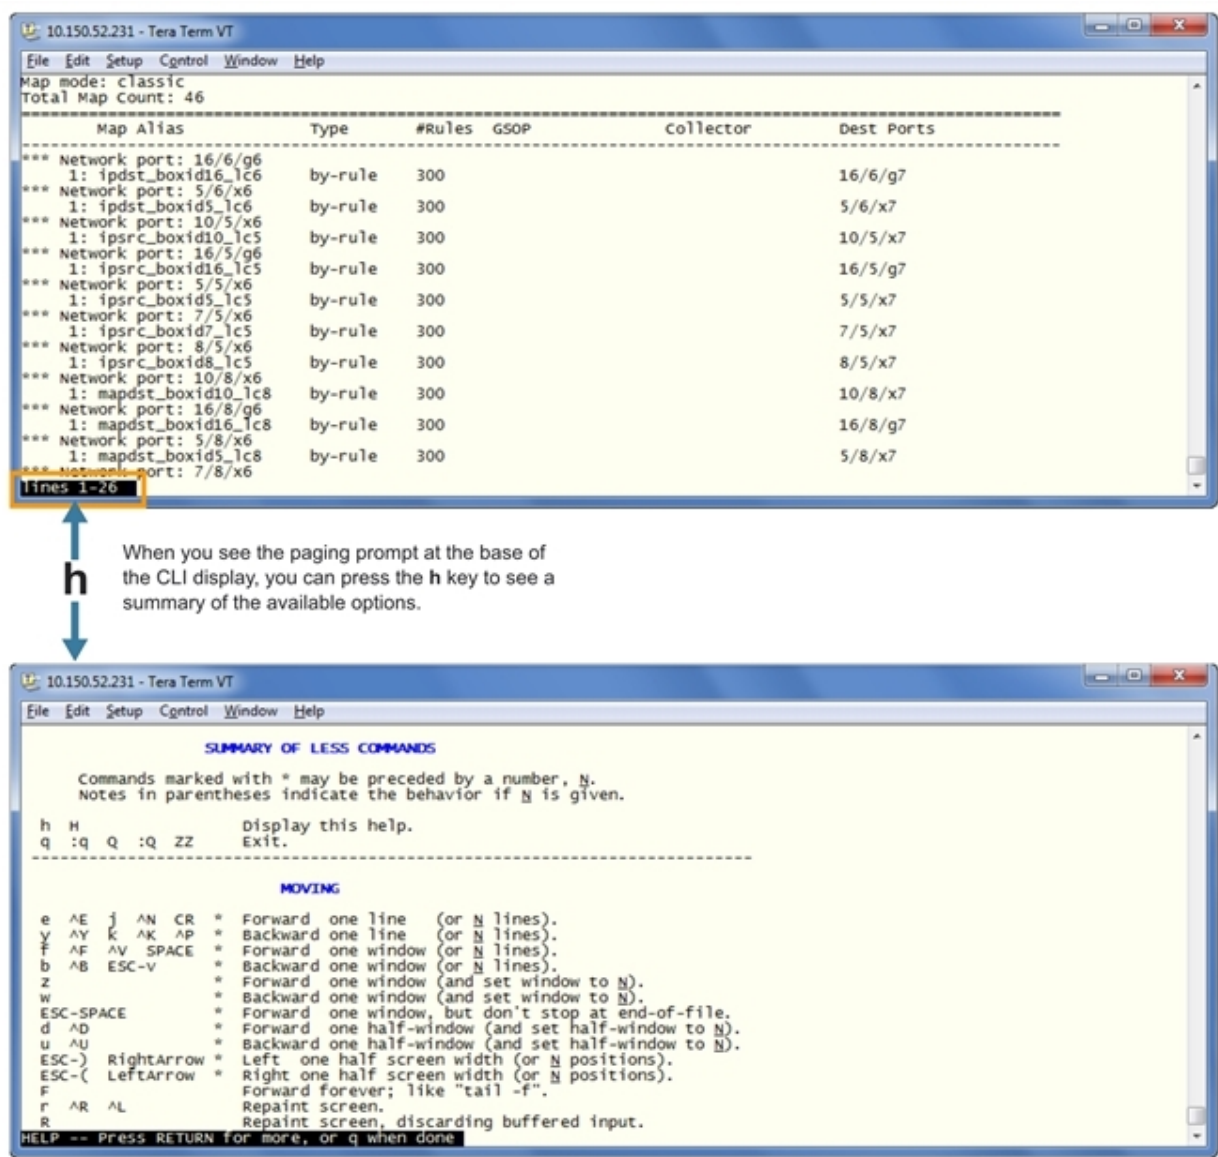 10.150.52.231 - Tera Term VT
File Edit Setup Control Window Help
Map mode: classic
Total Map Count: 46
================================================================================
Map Alias Type #Rules GSOP Collector Dest Ports
--------------------------------------------------------------------------------
*** Network port: 16/6/g6
1: ipdst_boxid16_lc6 by-rule 300 16/6/g7
*** Network port: 5/6/x6
1: ipdst_boxid5_lc6 by-rule 300 5/6/x7
*** Network port: 10/5/x6
1: ipsrc_boxid10_lc5 by-rule 300 10/5/x7
*** Network port: 16/5/g6
1: ipsrc_boxid16_lc5 by-rule 300 16/5/g7
*** Network port: 5/5/x6
1: ipsrc_boxid5_lc5 by-rule 300 5/5/x7
*** Network port: 7/5/x6
1: ipsrc_boxid7_lc5 by-rule 300 7/5/x7
*** Network port: 8/5/x6
1: ipsrc_boxid8_lc5 by-rule 300 8/5/x7
*** Network port: 10/8/x6
1: mapdst_boxid10_lc8 by-rule 300 10/8/x7
*** Network port: 16/8/g6
1: mapdst_boxid16_lc8 by-rule 300 16/8/g7
*** Network port: 5/8/x6
1: mapdst_boxid5_lc8 by-rule 300 5/8/x7
*** Network port: 7/8/x6
lines 1-26
h
When you see the paging prompt at the base of
the CLI display, you can press the h key to see a
summary of the available options.
10.150.52.231 - Tera Term VT
File Edit Setup Control Window Help
SUMMARY OF LESS COMMANDS
Commands marked with * may be preceded by a number, N.
Notes in parentheses indicate the behavior if N is given.
h H Display this help.
q :q Q :Q ZZ Exit.
--------------------------------------------------------------------------------
MOVING
e ^E j ^N CR * Forward one line (or N lines).
y ^Y k ^K ^P * Backward one line (or N lines).
f ^F ^V SPACE * Forward one window (or N lines).
b ^B ESC-v * Backward one window (or N lines).
z * Forward one window (and set window to N).
w * Backward one window (and set window to N).
ESC-SPACE * Forward one window, but don't stop at end-of-file.
d ^D * Forward one half-window (and set half-window to N).
u ^U * Backward one half-window (and set half-window to N).
ESC-) RightArrow * Left one half screen width (or N positions).
ESC-( LeftArrow * Right one half screen width (or N positions).
F Forward forever; like "tail -f".
r ^R ^L Repaint screen.
R Repaint screen, discarding buffered input.
HELP -- Press RETURN for more, or q when done